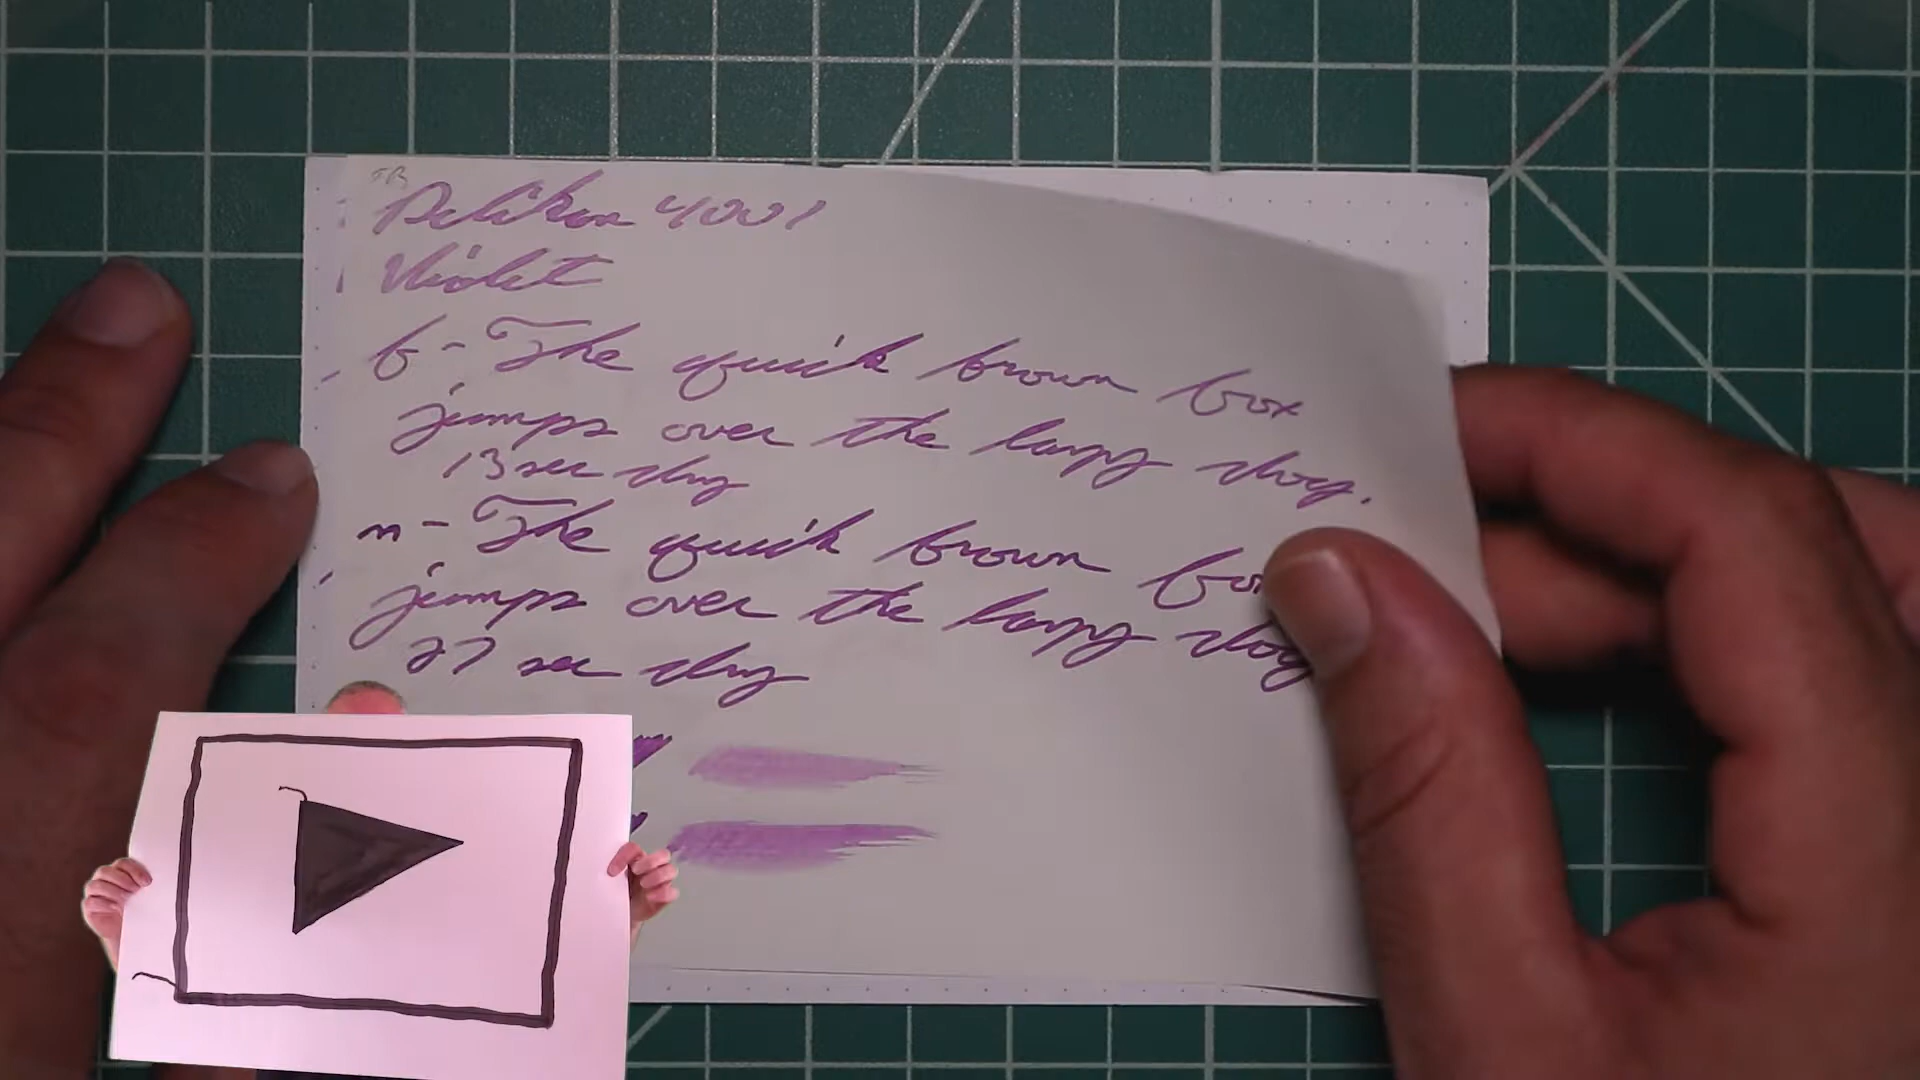 TR
Pelikan 4001
Violet
f - The quick brown fox
jumps over the lazy dog.
13 sec dry
m - The quick brown fox
jumps over the lazy dog
27 sec dry